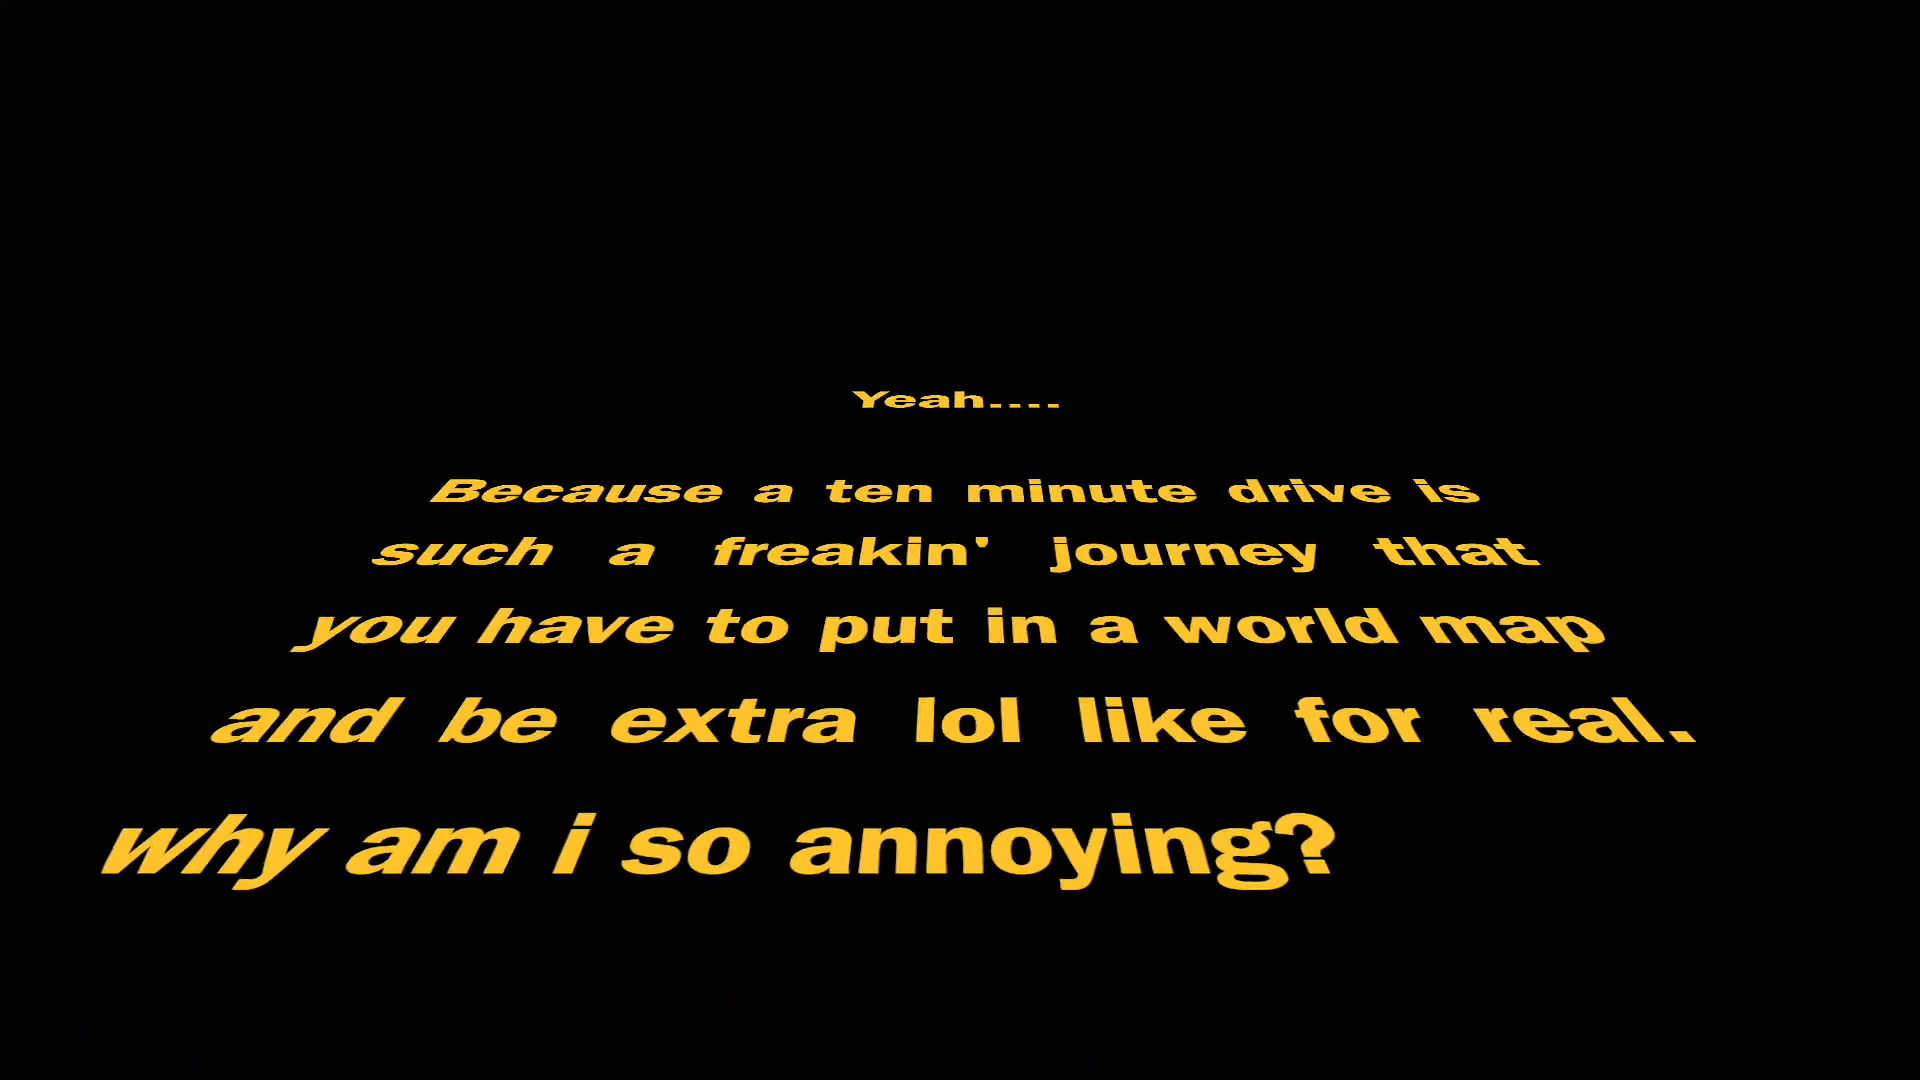 Yeah....
Because a ten minute drive is
such a freakin' journey that
you have to put in a world map
and be extra lol like for real.
why am i so annoying?